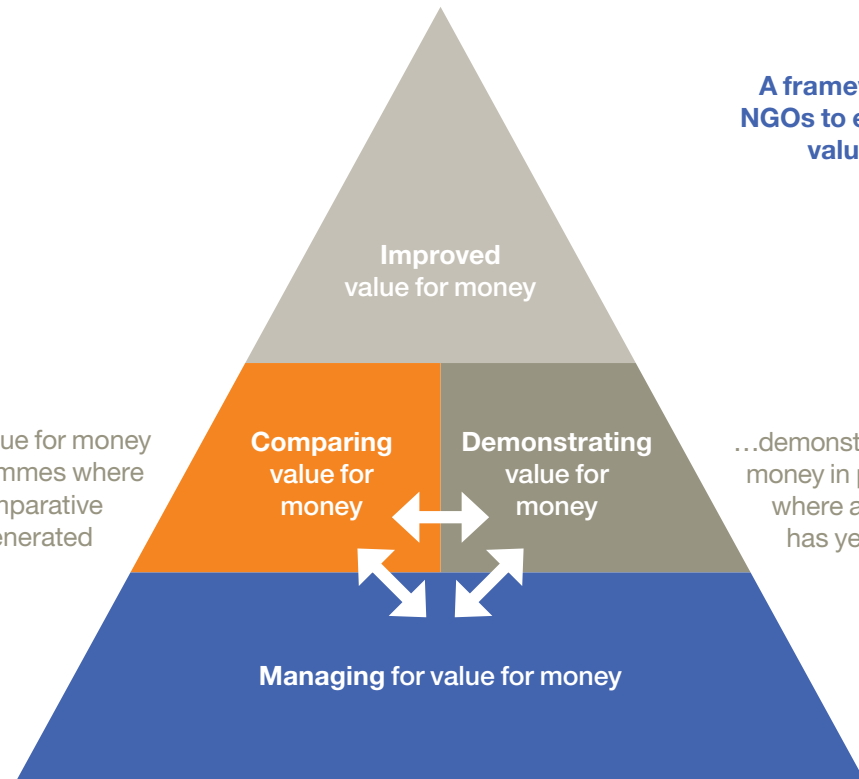 A frame
NGOs to e
valu
Improved
value for money
ue for money
mmes where
mparative
enerated
Comparing
value for
money
Demonstrating
value for
money
…demonst
money in p
where a
has ye
Managing for value for money